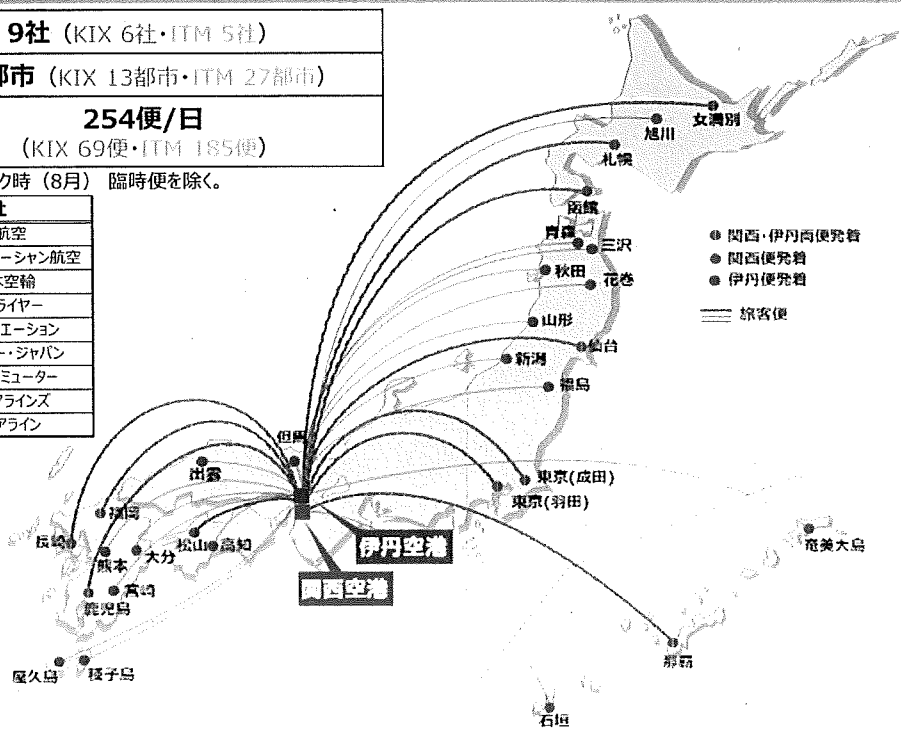 9社 (KIX 6社・ITM 5社)
都市 (KIX 13都市・ITM 27都市)
254便/日
(KIX 69便・ITM 185便)
ク時 (8月) 臨時便を除く。
社
航空
ーシャン航空
本空輸
ライヤー
エーション
ー・ジャパン
ミューター
アラインズ
アライン
女満別
旭川
札幌
函館
青森
三沢
秋田
花巻
山形
仙台
新潟
福島
関西・伊丹両便発着
関西便発着
伊丹便発着
旅客便
但馬
出雲
東京(成田)
東京(羽田)
福岡
長崎
熊本
大分
松山
高知
伊丹空港
関西空港
宮崎
鹿児島
奄美大島
屋久島
種子島
那覇
石垣